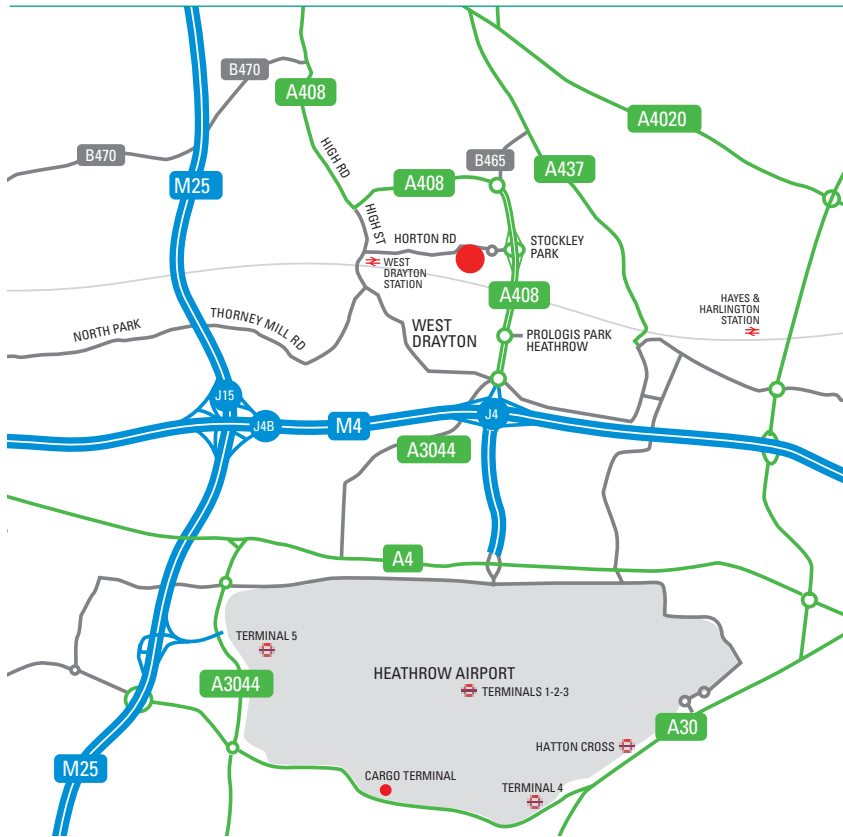 B470
A408
A4020
B470
B465
A437
M25
A408
HIGH RD
HIGH ST
HORTON RD
STOCKLEY
PARK
WEST
DRAYTON
STATION
A408
HAYES &
HARLINGTON
STATION
NORTH PARK
THORNEY MILL RD
WEST
DRAYTON
PROLOGIS PARK
HEATHROW
J15
J4B
M4
J4
A3044
A4
TERMINAL 5
HEATHROW AIRPORT
TERMINALS 1-2-3
A3044
A30
HATTON CROSS
M25
CARGO TERMINAL
TERMINAL 4